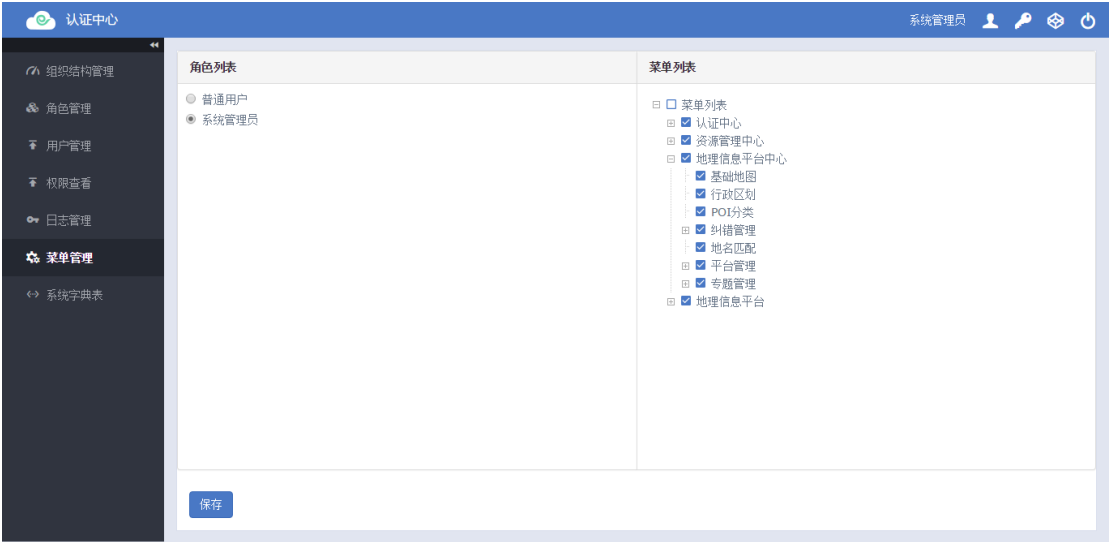 认证中心
系统管理员
组织结构管理
角色管理
用户管理
权限查看
日志管理
菜单管理
系统字典表
角色列表
普通用户
系统管理员
菜单列表
菜单列表
认证中心
资源管理中心
地理信息平台中心
基础地图
行政区划
POI分类
纠错管理
地名匹配
平台管理
专题管理
地理信息平台
保存